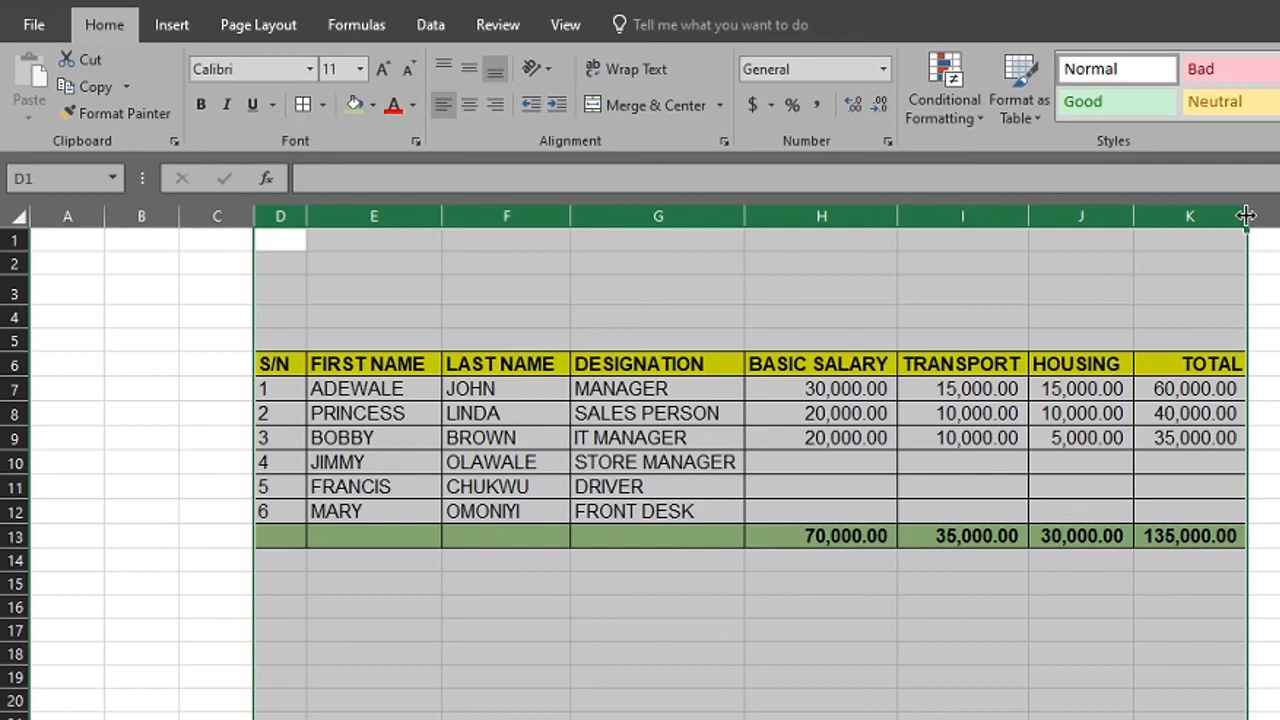 File Home Insert Page Layout Formulas Data Review View Tell me what you want to do
Paste Cut Calibri 11 A A Wrap Text General Conditional Formatting Format as Table Normal Bad
Copy B I U A Merge & Center $ % , .00 .0 Good Neutral
Format Painter
Clipboard Font Alignment Number Styles
D1 fx
A B C D E F G H I J K
1
2
3
4
5
6 S/N FIRST NAME LAST NAME DESIGNATION BASIC SALARY TRANSPORT HOUSING TOTAL
7 1 ADEWALE JOHN MANAGER 30,000.00 15,000.00 15,000.00 60,000.00
8 2 PRINCESS LINDA SALES PERSON 20,000.00 10,000.00 10,000.00 40,000.00
9 3 BOBBY BROWN IT MANAGER 20,000.00 10,000.00 5,000.00 35,000.00
10 4 JIMMY OLAWALE STORE MANAGER
11 5 FRANCIS CHUKWU DRIVER
12 6 MARY OMONIYI FRONT DESK
13 70,000.00 35,000.00 30,000.00 135,000.00
14
15
16
17
18
19
20